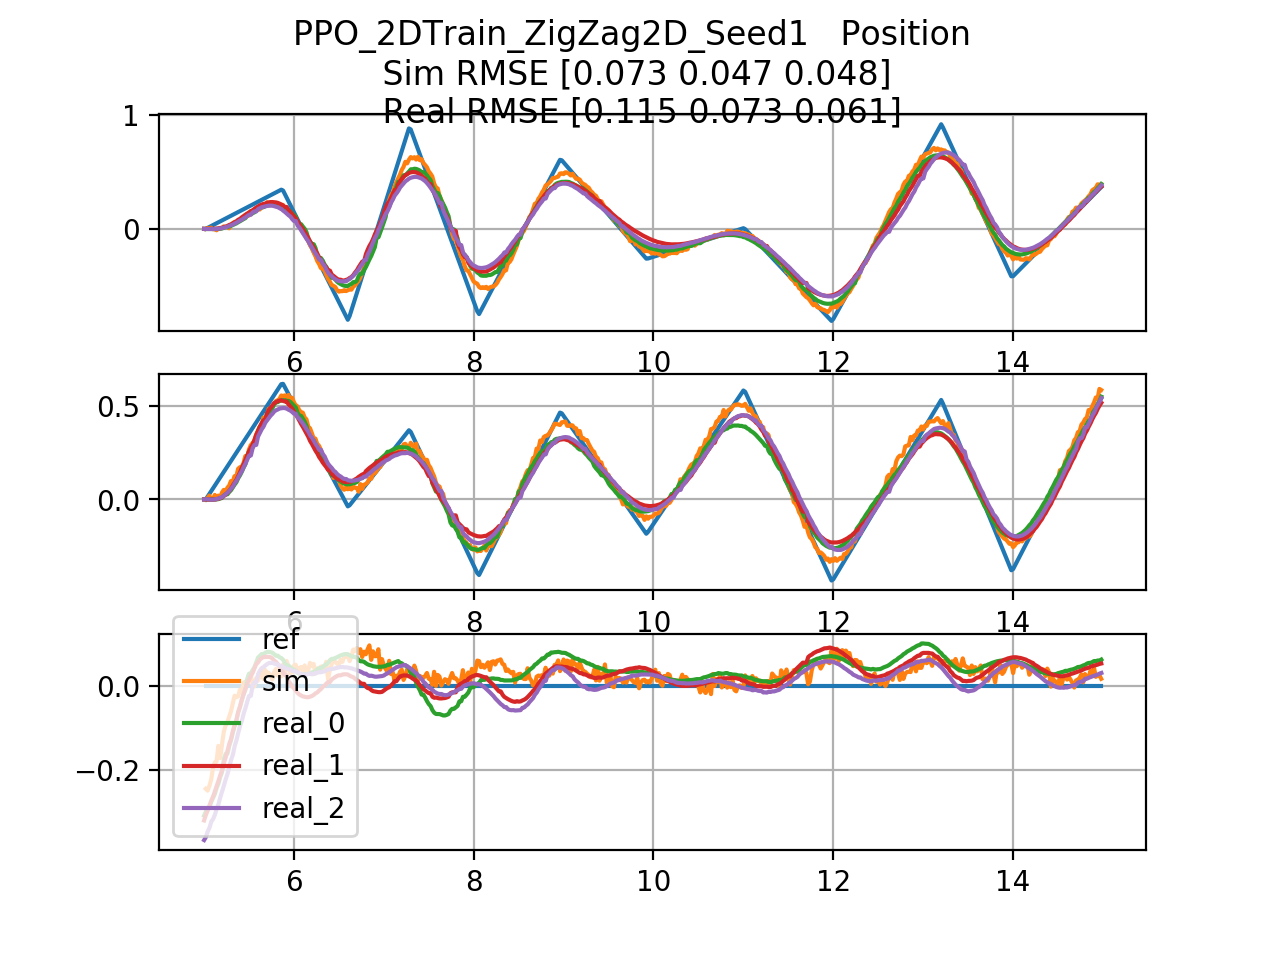 PPO_2DTrain_ZigZag2D_Seed1 Position
Sim RMSE [0.073 0.047 0.048]
Real RMSE [0.115 0.073 0.061]
1
0
6 8 10 12 14
0.5
0.0
6 8 10 12 14
0.0
−0.2
ref
sim
real_0
real_1
real_2
6 8 10 12 14